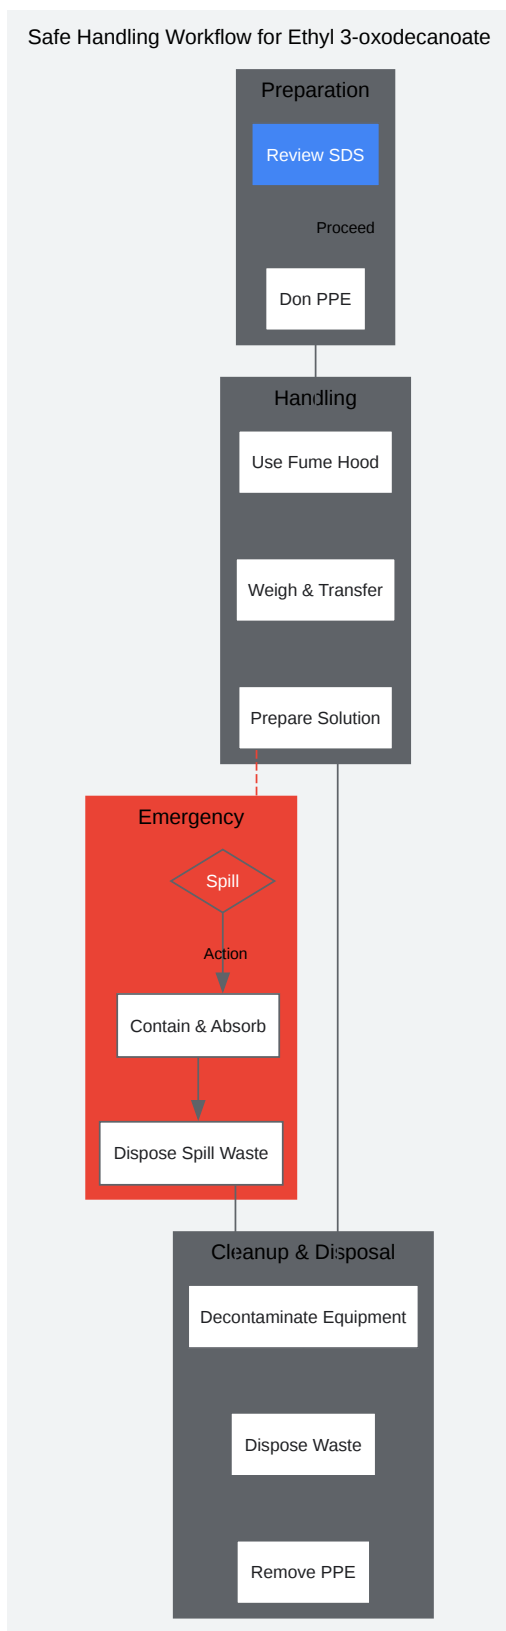 Safe Handling Workflow for Ethyl 3-oxodecanoate
Preparation
Review SDS
Proceed
Don PPE
Handling
Use Fume Hood
Weigh & Transfer
Prepare Solution
Emergency
Spill
Action
Contain & Absorb
Dispose Spill Waste
Cleanup & Disposal
Decontaminate Equipment
Dispose Waste
Remove PPE